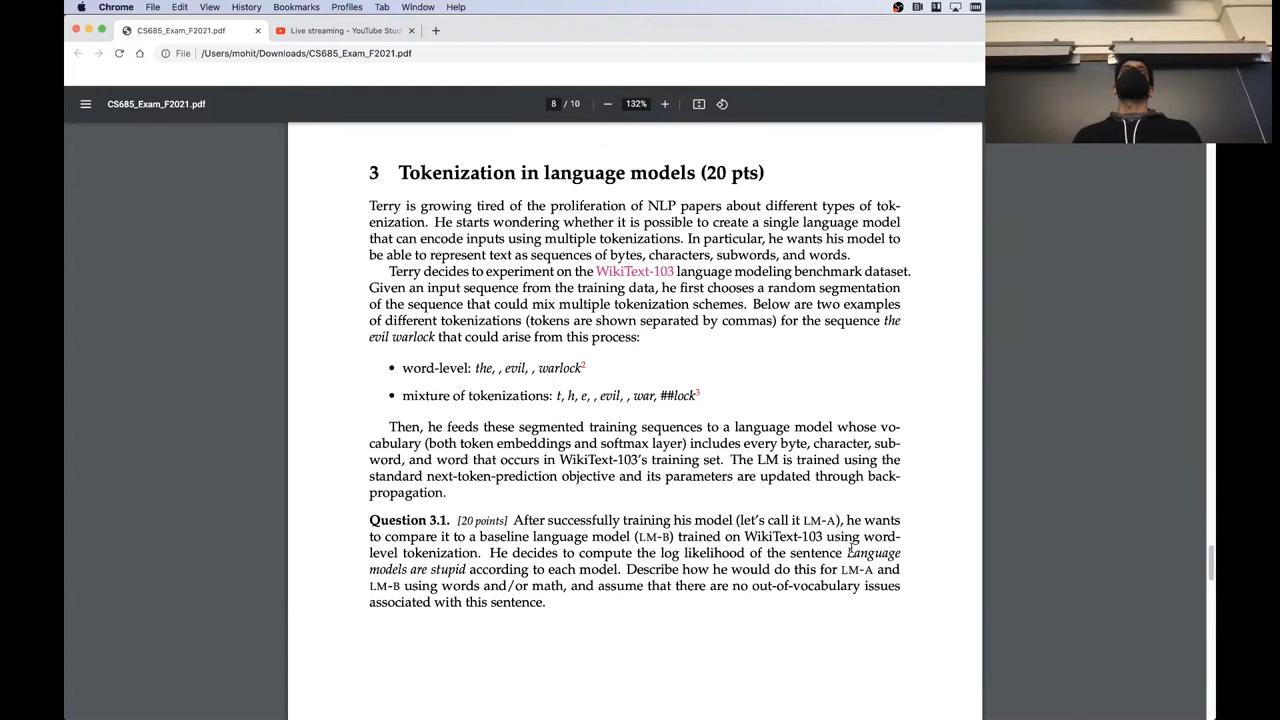 Chrome File Edit View History Bookmarks Profiles Tab Window Help
CS685_Exam_F2021.pdf × Live streaming - YouTube Stud × +
File /Users/mohit/Downloads/CS685_Exam_F2021.pdf
CS685_Exam_F2021.pdf 8 / 10 − 132% +
3 Tokenization in language models (20 pts)
Terry is growing tired of the proliferation of NLP papers about different types of tok-
enization. He starts wondering whether it is possible to create a single language model
that can encode inputs using multiple tokenizations. In particular, he wants his model to
be able to represent text as sequences of bytes, characters, subwords, and words.
Terry decides to experiment on the WikiText-103 language modeling benchmark dataset.
Given an input sequence from the training data, he first chooses a random segmentation
of the sequence that could mix multiple tokenization schemes. Below are two examples
of different tokenizations (tokens are shown separated by commas) for the sequence the
evil warlock that could arise from this process:
• word-level: the, , evil, , warlock2
• mixture of tokenizations: t, h, e, , evil, , war, ##lock3
Then, he feeds these segmented training sequences to a language model whose vo-
cabulary (both token embeddings and softmax layer) includes every byte, character, sub-
word, and word that occurs in WikiText-103's training set. The LM is trained using the
standard next-token-prediction objective and its parameters are updated through back-
propagation.
Question 3.1. [20 points] After successfully training his model (let's call it LM-A), he wants
to compare it to a baseline language model (LM-B) trained on WikiText-103 using word-
level tokenization. He decides to compute the log likelihood of the sentence Language
models are stupid according to each model. Describe how he would do this for LM-A and
LM-B using words and/or math, and assume that there are no out-of-vocabulary issues
associated with this sentence.